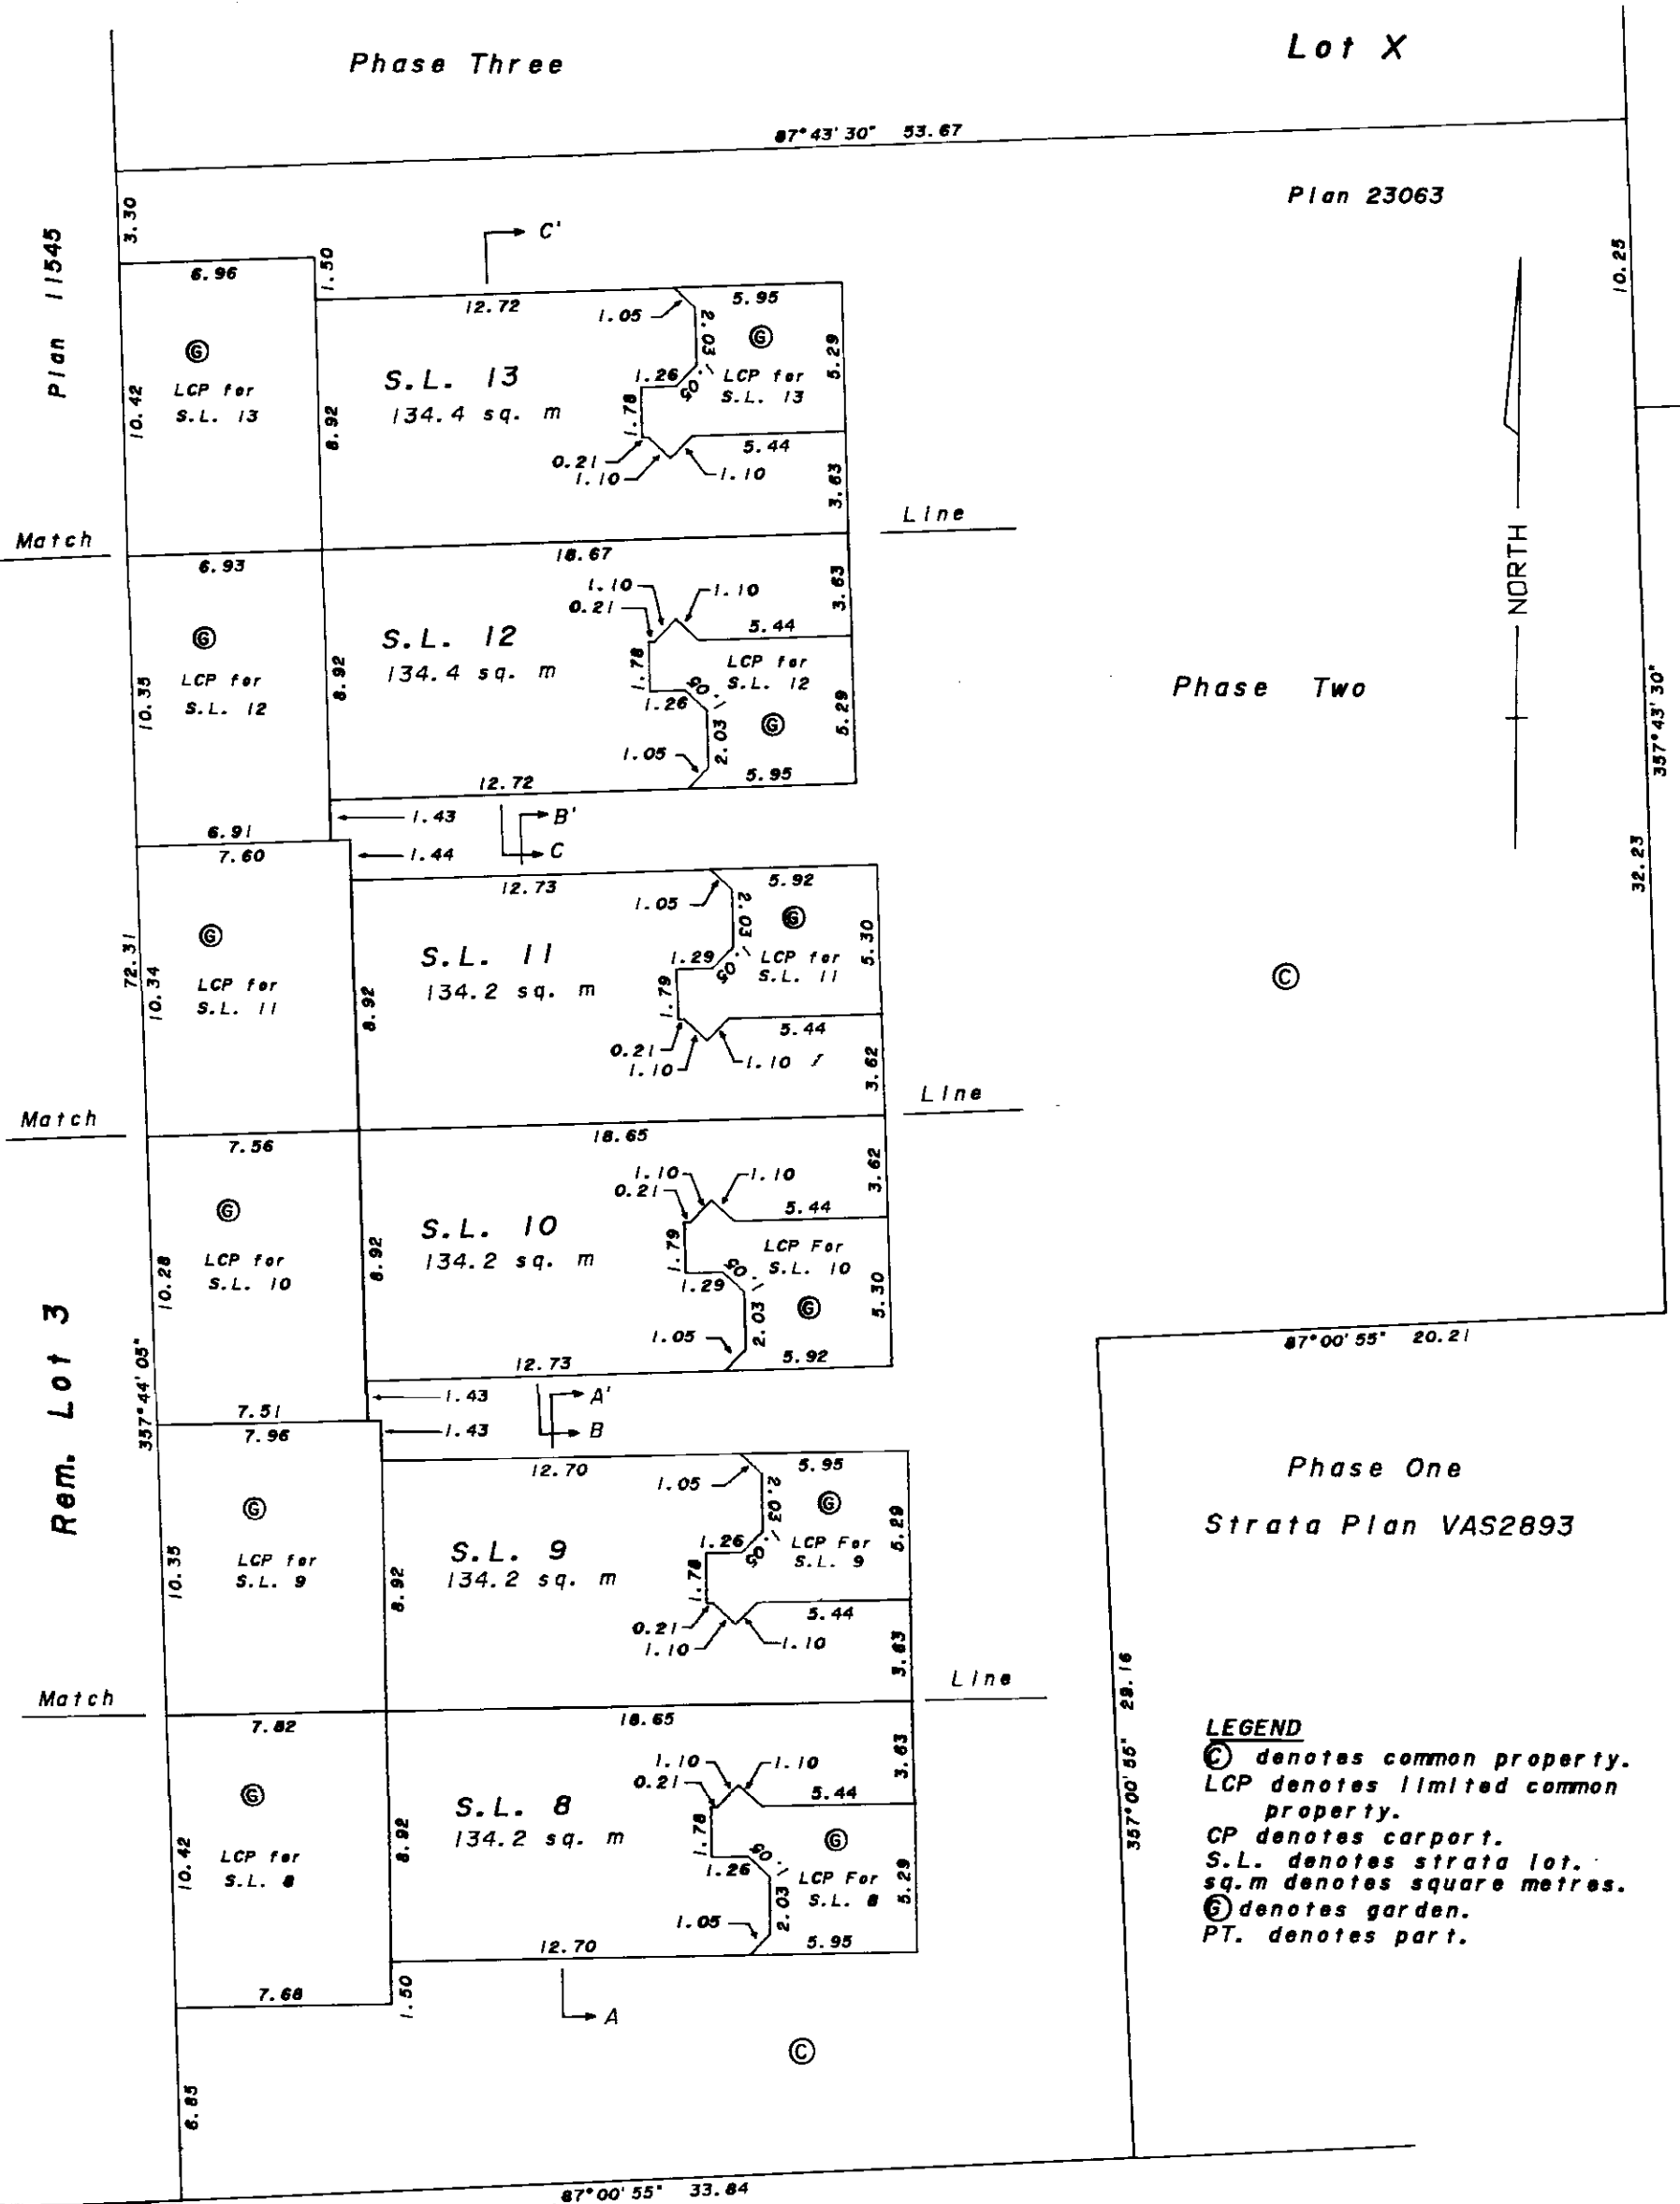 Phase Three
Lot X
87°43'30" 53.67
Plan 23063
Plan 11545
3.30
10.25
C'
6.96
1.50
12.72
1.05
5.95
2.03
G
G
5.29
S.L. 13
134.4 sq. m
LCP for
S.L. 13
1.26
1.05
LCP for
S.L. 13
10.42
8.92
1.78
0.21
1.10
1.10
5.44
3.63
Match
Line
6.93
18.67
NORTH
1.10
1.10
0.21
3.63
G
S.L. 12
134.4 sq. m
5.44
LCP for
S.L. 12
LCP for
S.L. 12
10.35
8.92
1.78
1.26
1.05
2.03
G
5.29
Phase Two
357°43'30"
1.05
12.72
5.95
1.43
B'
6.91
7.60
1.44
C
32.23
12.73
5.92
1.05
2.03
G
G
5.30
S.L. 11
134.2 sq. m
1.29
1.05
LCP for
S.L. 11
72.31
10.34
LCP for
S.L. 11
8.92
1.79
C
5.44
0.21
1.10
1.10
3.62
Match
Line
7.56
18.65
1.10
1.10
0.21
3.62
G
S.L. 10
134.2 sq. m
5.44
LCP For
S.L. 10
10.28
LCP for
S.L. 10
8.92
1.79
1.29
1.05
2.03
G
5.30
Rem. Lot 3
357°44'05"
1.05
12.73
5.92
87°00'55" 20.21
1.43
A'
7.51
7.96
1.43
B
12.70
5.95
1.05
2.03
G
G
5.29
Phase One
Strata Plan VAS2893
S.L. 9
134.2 sq. m
1.26
1.05
LCP For
S.L. 9
10.35
LCP for
S.L. 9
8.92
1.78
0.21
1.10
1.10
5.44
3.63
Match
Line
7.82
18.65
357°00'55" 29.16
1.10
1.10
0.21
5.44
3.63
G
S.L. 8
134.2 sq. m
10.42
LCP for
S.L. 8
8.92
1.78
1.26
1.05
2.03
G
LCP For
S.L. 8
5.29
1.05
12.70
5.95
7.68
1.50
A
C
6.85
87°00'55" 33.84
LEGEND
C denotes common property.
LCP denotes limited common
property.
CP denotes carport.
S.L. denotes strata lot.
sq.m denotes square metres.
G denotes garden.
PT. denotes part.